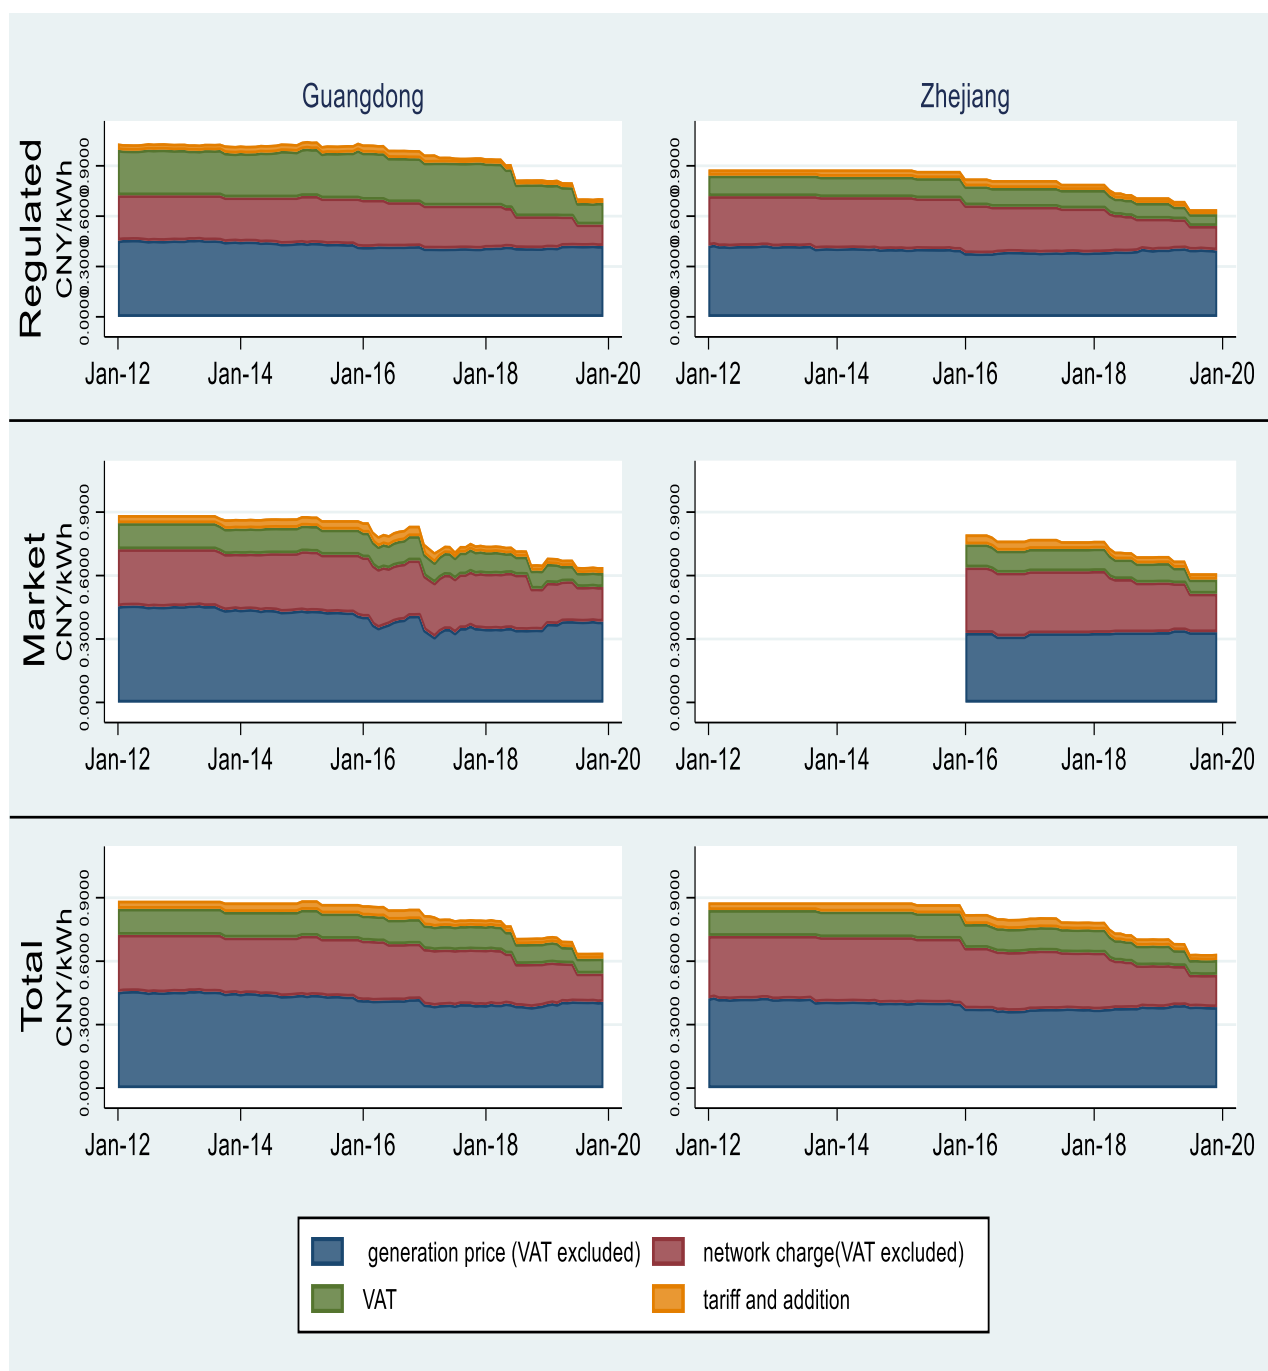 Guangdong
Zhejiang
Regulated
CNY/kWh
0.0000 0.3000 0.6000 0.9000
0.0000 0.3000 0.6000 0.9000
Jan-12 Jan-14 Jan-16 Jan-18 Jan-20
Jan-12 Jan-14 Jan-16 Jan-18 Jan-20
Market
CNY/kWh
0.0000 0.3000 0.6000 0.9000
0.0000 0.3000 0.6000 0.9000
Jan-12 Jan-14 Jan-16 Jan-18 Jan-20
Jan-12 Jan-14 Jan-16 Jan-18 Jan-20
Total
CNY/kWh
0.0000 0.3000 0.6000 0.9000
0.0000 0.3000 0.6000 0.9000
Jan-12 Jan-14 Jan-16 Jan-18 Jan-20
Jan-12 Jan-14 Jan-16 Jan-18 Jan-20
generation price (VAT excluded)
network charge(VAT excluded)
VAT
tariff and addition